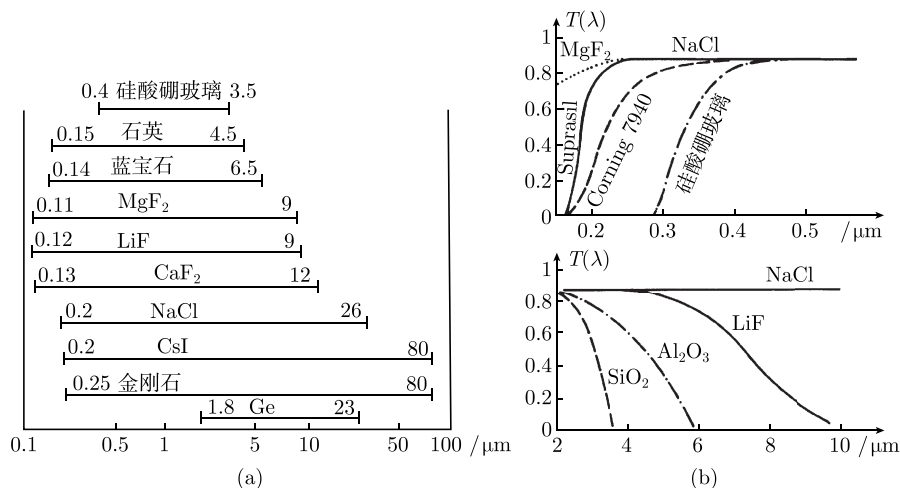 0.4 硅酸硼玻璃 3.5
0.15 石英 4.5
0.14 蓝宝石 6.5
0.11 MgF₂ 9
0.12 LiF 9
0.13 CaF₂ 12
0.2 NaCl 26
0.2 CsI 80
0.25 金刚石 80
1.8 Ge 23
0.1 0.5 1 5 10 50 100 /μm
(a)
T(λ)
1
0.8
0.6
0.4
0.2
0
MgF₂
NaCl
Suprasil
Corning 7940
硅酸硼玻璃
0.2 0.3 0.4 0.5 /μm
T(λ)
1
0.8
0.6
0.4
0.2
0
NaCl
LiF
Al₂O₃
SiO₂
2 4 6 8 10 /μm
(b)